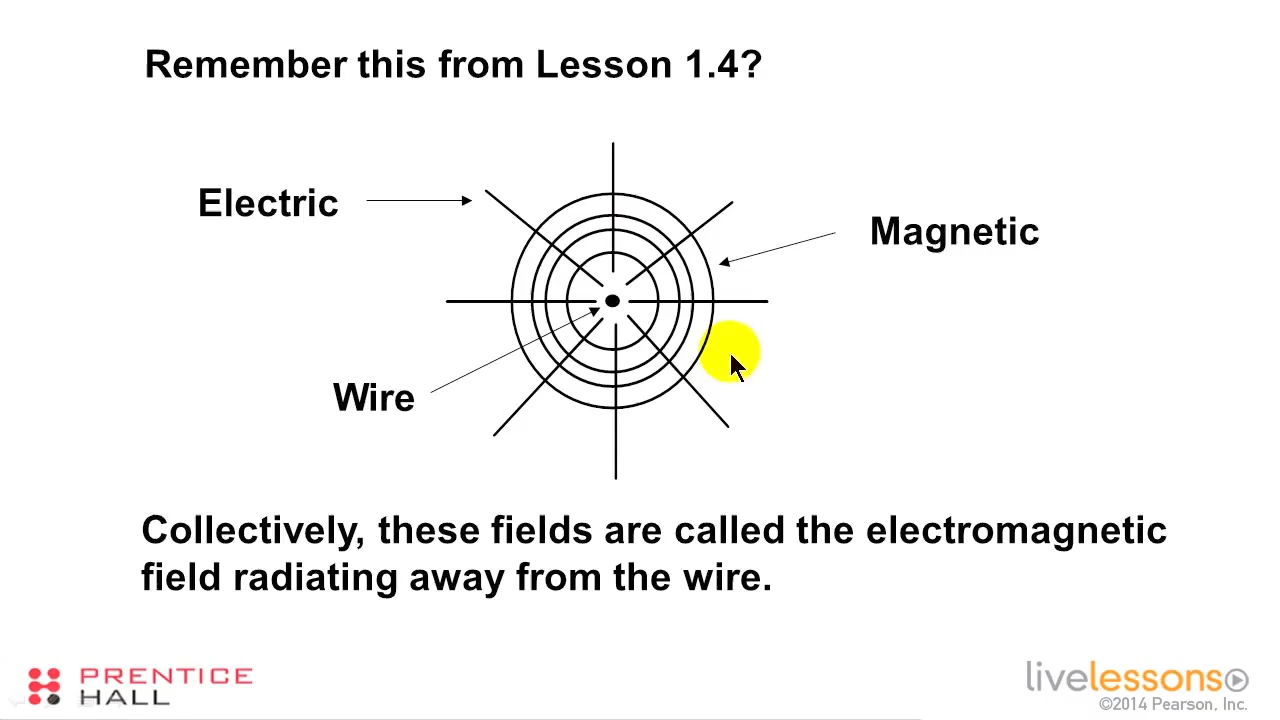 Remember this from Lesson 1.4?
Electric
Magnetic
Wire
Collectively, these fields are called the electromagnetic
field radiating away from the wire.
PRENTICE
HALL
livelessons
©2014 Pearson, Inc.